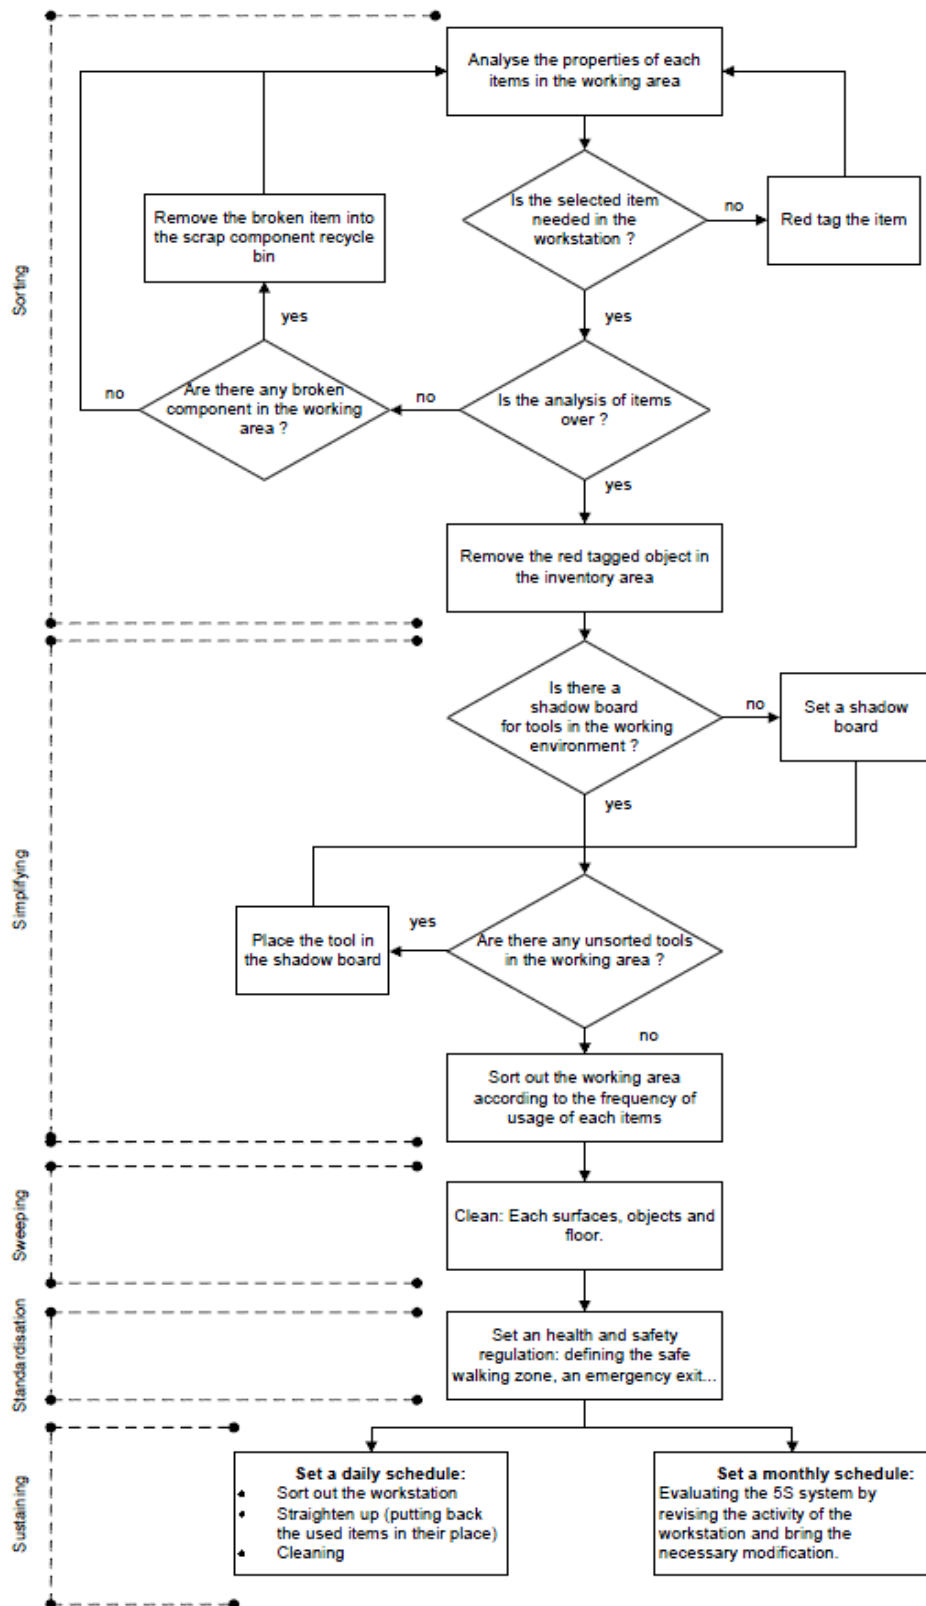 Analyse the properties of each
items in the working area
Is the selected item
needed in the
workstation ?
no
Red tag the item
Remove the broken item into
the scrap component recycle
bin
Sorting
yes
yes
no
Are there any broken
component in the working
area ?
no
Is the analysis of items
over ?
yes
Remove the red tagged object in
the inventory area
Is there a
shadow board
for tools in the working
environment ?
no
Set a shadow
board
yes
Simplifying
Place the tool in
the shadow board
yes
Are there any unsorted tools
in the working area ?
no
Sort out the working area
according to the frequency of
usage of each items
Sweeping
Clean: Each surfaces, objects and
floor.
Standardisation
Set an health and safety
regulation: defining the safe
walking zone, an emergency exit...
Sustaining
Set a daily schedule:
• Sort out the workstation
• Straighten up (putting back
the used items in their place)
• Cleaning
Set a monthly schedule:
Evaluating the 5S system by
revising the activity of the
workstation and bring the
necessary modification.